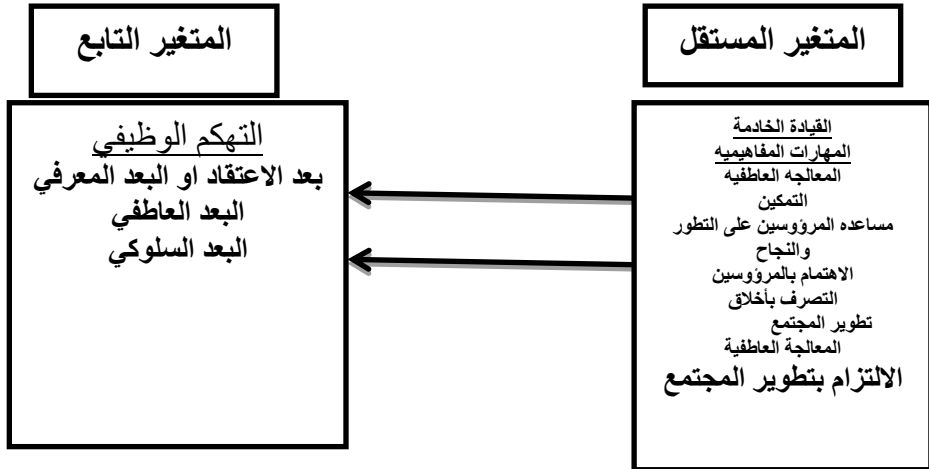 المتغير المستقل
المتغير التابع
القيادة الخادمة
المهارات المفاهيميه
المعالجه العاطفيه
التمكين
مساعده المرؤوسين على التطور
والنجاح
الاهتمام بالمرؤوسين
التصرف بأخلاق
تطوير المجتمع
المعالجة العاطفية
الالتزام بتطوير المجتمع
التهكم الوظيفي
بعد الاعتقاد او البعد المعرفي
البعد العاطفي
البعد السلوكي